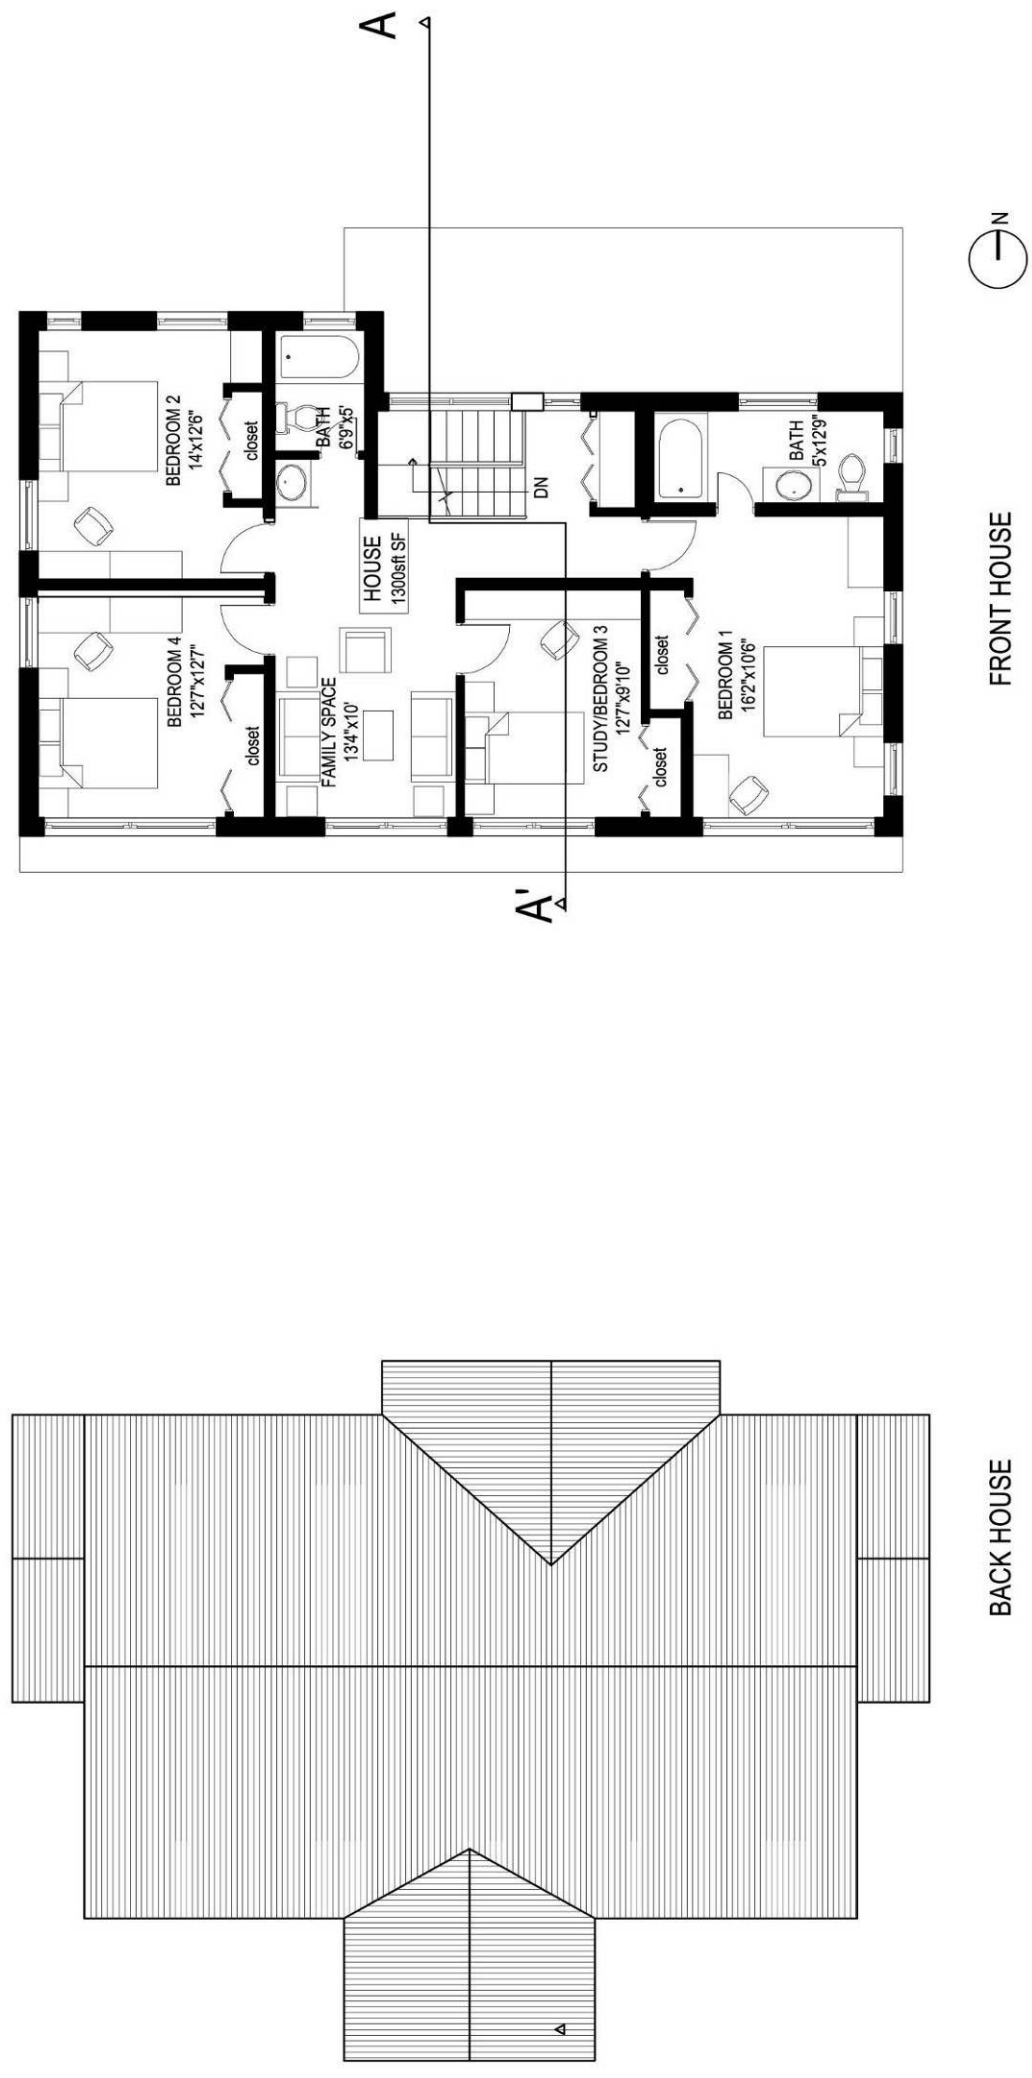 A
N
BEDROOM 2
14'x12'6"
closet
BATH
6'9"x5'
BATH
5'x12'9"
DN
HOUSE
1300sft SF
BEDROOM 4
12'7"x12'7"
closet
FAMILY SPACE
13'4"x10'
STUDY/BEDROOM 3
12'7"x9'10"
closet
closet
BEDROOM 1
16'2"x10'6"
A'
FRONT HOUSE
BACK HOUSE